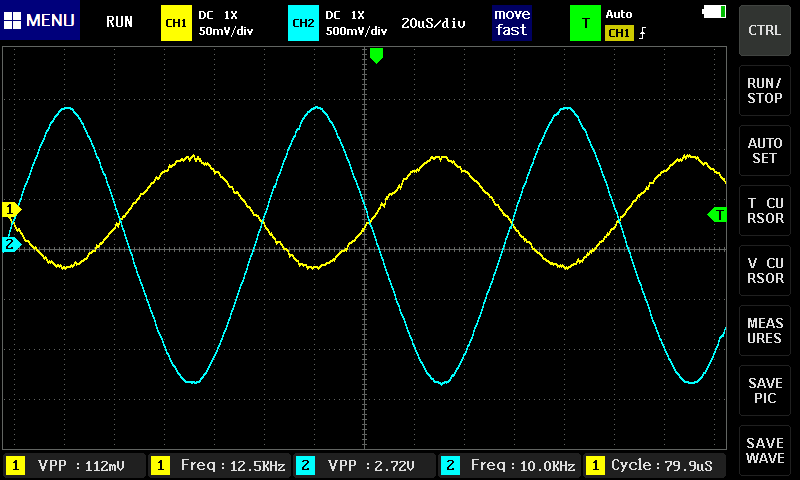 MENU
RUN
CH1
DC 1X
50mV/div
CH2
DC 1X
500mV/div
20uS/div
move
fast
T
Auto
CH1
CTRL
RUN/
STOP
AUTO
SET
T CU
RSOR
V CU
RSOR
MEAS
URES
SAVE
PIC
SAVE
WAVE
1
2
T
1 VPP : 112mV
1 Freq : 12.5KHz
2 VPP : 2.72V
2 Freq : 10.0KHz
1 Cycle : 79.9uS